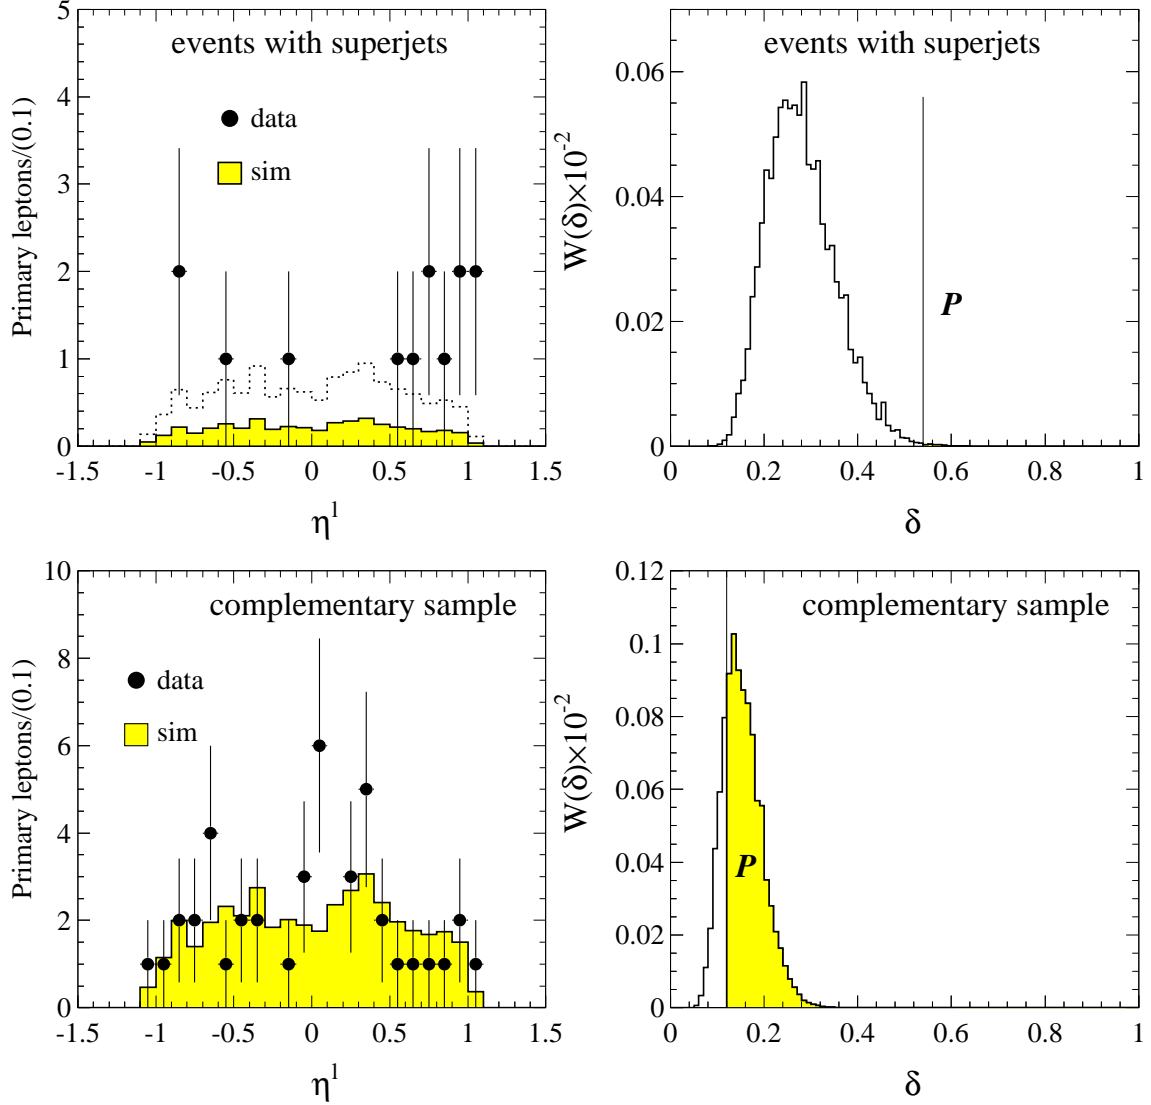 events with superjets
data
sim
Primary leptons/(0.1)
5
4
3
2
1
0
-1.5 -1 -0.5 0 0.5 1 1.5
η^l
events with superjets
P
W(δ)×10^-2
0.06
0.04
0.02
0
0 0.2 0.4 0.6 0.8 1
δ
complementary sample
data
sim
Primary leptons/(0.1)
10
8
6
4
2
0
-1.5 -1 -0.5 0 0.5 1 1.5
η^l
complementary sample
P
W(δ)×10^-2
0.12
0.1
0.08
0.06
0.04
0.02
0
0 0.2 0.4 0.6 0.8 1
δ